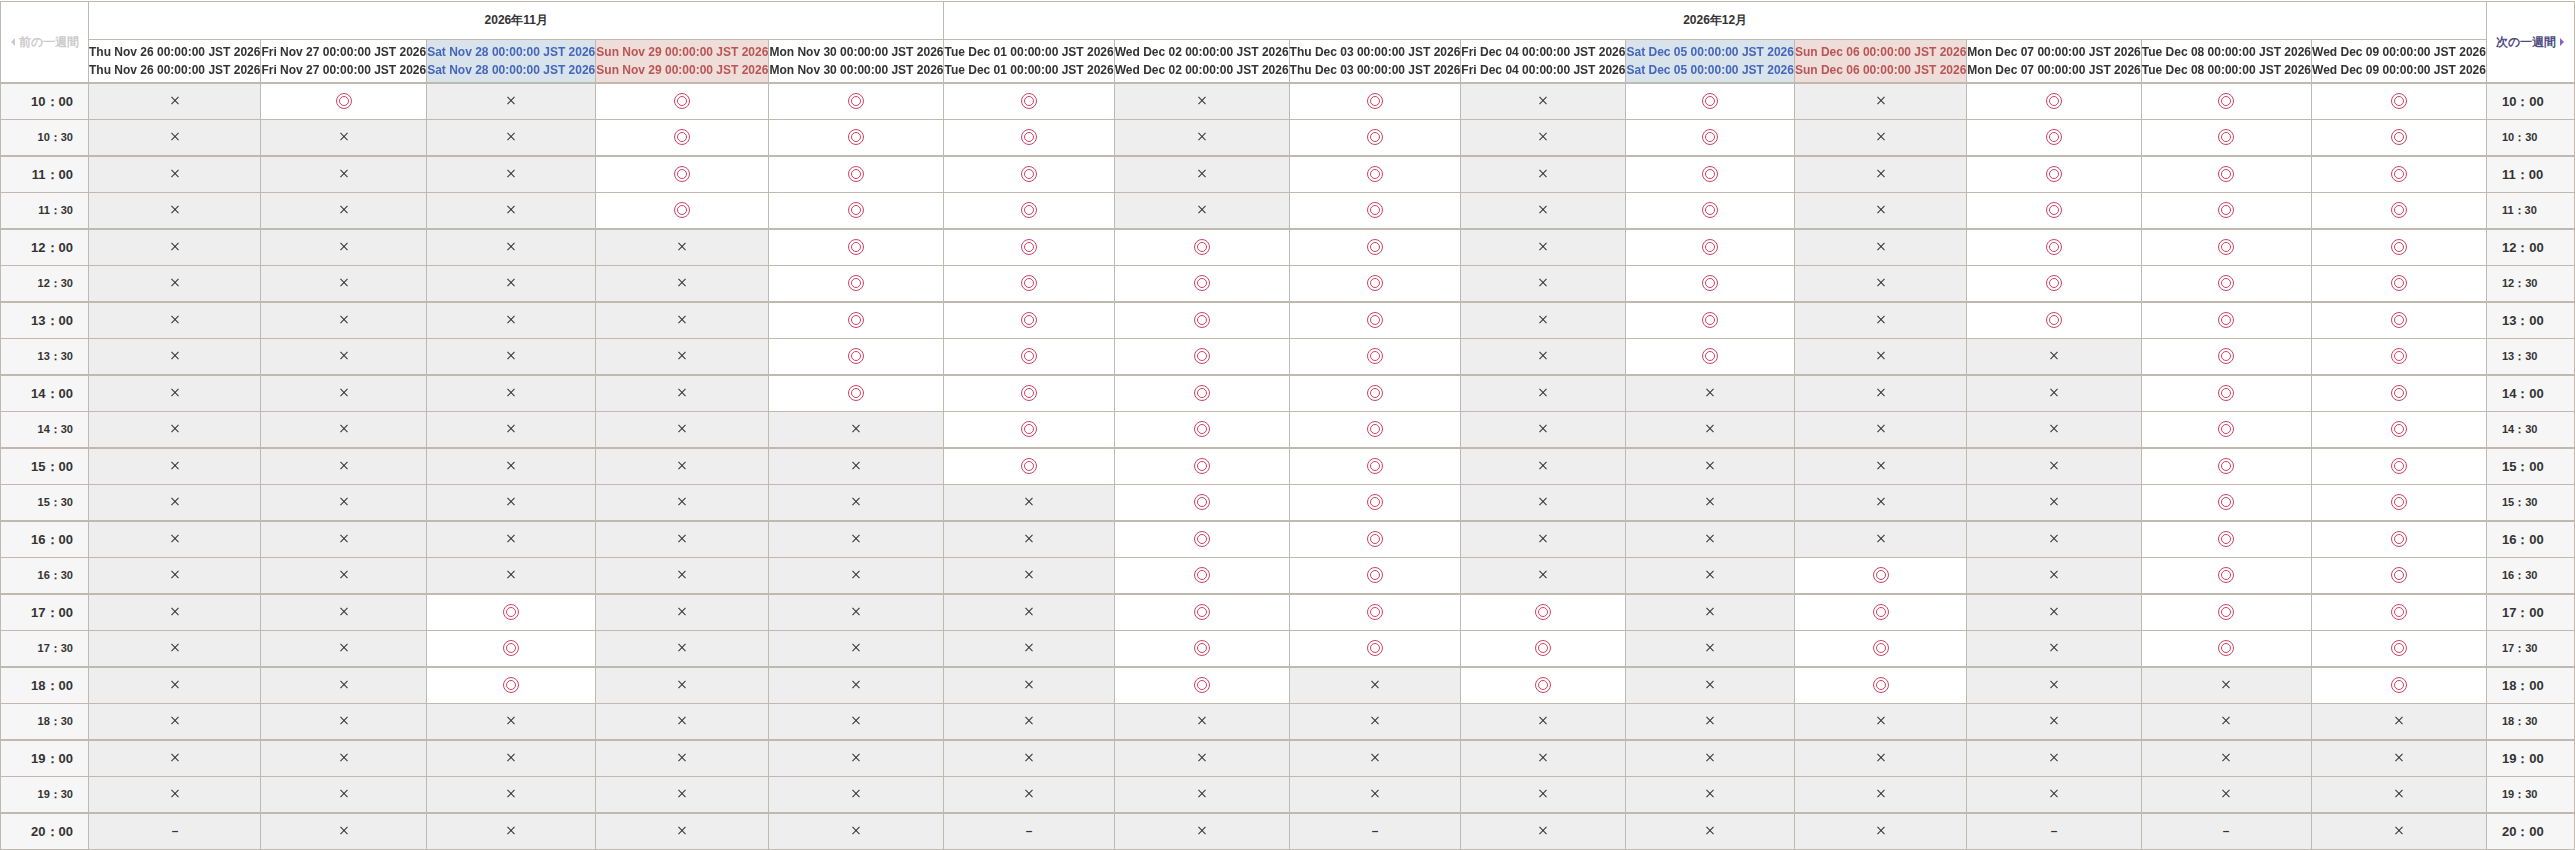 前の一週間 2026年11月 2026年12月 次の一週間
Thu Nov 26 00:00:00 JST 2026 Fri Nov 27 00:00:00 JST 2026 Sat Nov 28 00:00:00 JST 2026 Sun Nov 29 00:00:00 JST 2026 Mon Nov 30 00:00:00 JST 2026 Tue Dec 01 00:00:00 JST 2026 Wed Dec 02 00:00:00 JST 2026 Thu Dec 03 00:00:00 JST 2026 Fri Dec 04 00:00:00 JST 2026 Sat Dec 05 00:00:00 JST 2026 Sun Dec 06 00:00:00 JST 2026 Mon Dec 07 00:00:00 JST 2026 Tue Dec 08 00:00:00 JST 2026 Wed Dec 09 00:00:00 JST 2026
Thu Nov 26 00:00:00 JST 2026 Fri Nov 27 00:00:00 JST 2026 Sat Nov 28 00:00:00 JST 2026 Sun Nov 29 00:00:00 JST 2026 Mon Nov 30 00:00:00 JST 2026 Tue Dec 01 00:00:00 JST 2026 Wed Dec 02 00:00:00 JST 2026 Thu Dec 03 00:00:00 JST 2026 Fri Dec 04 00:00:00 JST 2026 Sat Dec 05 00:00:00 JST 2026 Sun Dec 06 00:00:00 JST 2026 Mon Dec 07 00:00:00 JST 2026 Tue Dec 08 00:00:00 JST 2026 Wed Dec 09 00:00:00 JST 2026
10：00 × ◎ × ◎ ◎ ◎ × ◎ × ◎ × ◎ ◎ ◎ 10：00
10：30 × × × ◎ ◎ ◎ × ◎ × ◎ × ◎ ◎ ◎ 10：30
11：00 × × × ◎ ◎ ◎ × ◎ × ◎ × ◎ ◎ ◎ 11：00
11：30 × × × ◎ ◎ ◎ × ◎ × ◎ × ◎ ◎ ◎ 11：30
12：00 × × × × ◎ ◎ ◎ ◎ × ◎ × ◎ ◎ ◎ 12：00
12：30 × × × × ◎ ◎ ◎ ◎ × ◎ × ◎ ◎ ◎ 12：30
13：00 × × × × ◎ ◎ ◎ ◎ × ◎ × ◎ ◎ ◎ 13：00
13：30 × × × × ◎ ◎ ◎ ◎ × ◎ × × ◎ ◎ 13：30
14：00 × × × × ◎ ◎ ◎ ◎ × × × × ◎ ◎ 14：00
14：30 × × × × × ◎ ◎ ◎ × × × × ◎ ◎ 14：30
15：00 × × × × × ◎ ◎ ◎ × × × × ◎ ◎ 15：00
15：30 × × × × × × ◎ ◎ × × × × ◎ ◎ 15：30
16：00 × × × × × × ◎ ◎ × × × × ◎ ◎ 16：00
16：30 × × × × × × ◎ ◎ × × ◎ × ◎ ◎ 16：30
17：00 × × ◎ × × × ◎ ◎ ◎ × ◎ × ◎ ◎ 17：00
17：30 × × ◎ × × × ◎ ◎ ◎ × ◎ × ◎ ◎ 17：30
18：00 × × ◎ × × × ◎ × ◎ × ◎ × × ◎ 18：00
18：30 × × × × × × × × × × × × × × 18：30
19：00 × × × × × × × × × × × × × × 19：00
19：30 × × × × × × × × × × × × × × 19：30
20：00 － × × × × － × － × × × － － × 20：00